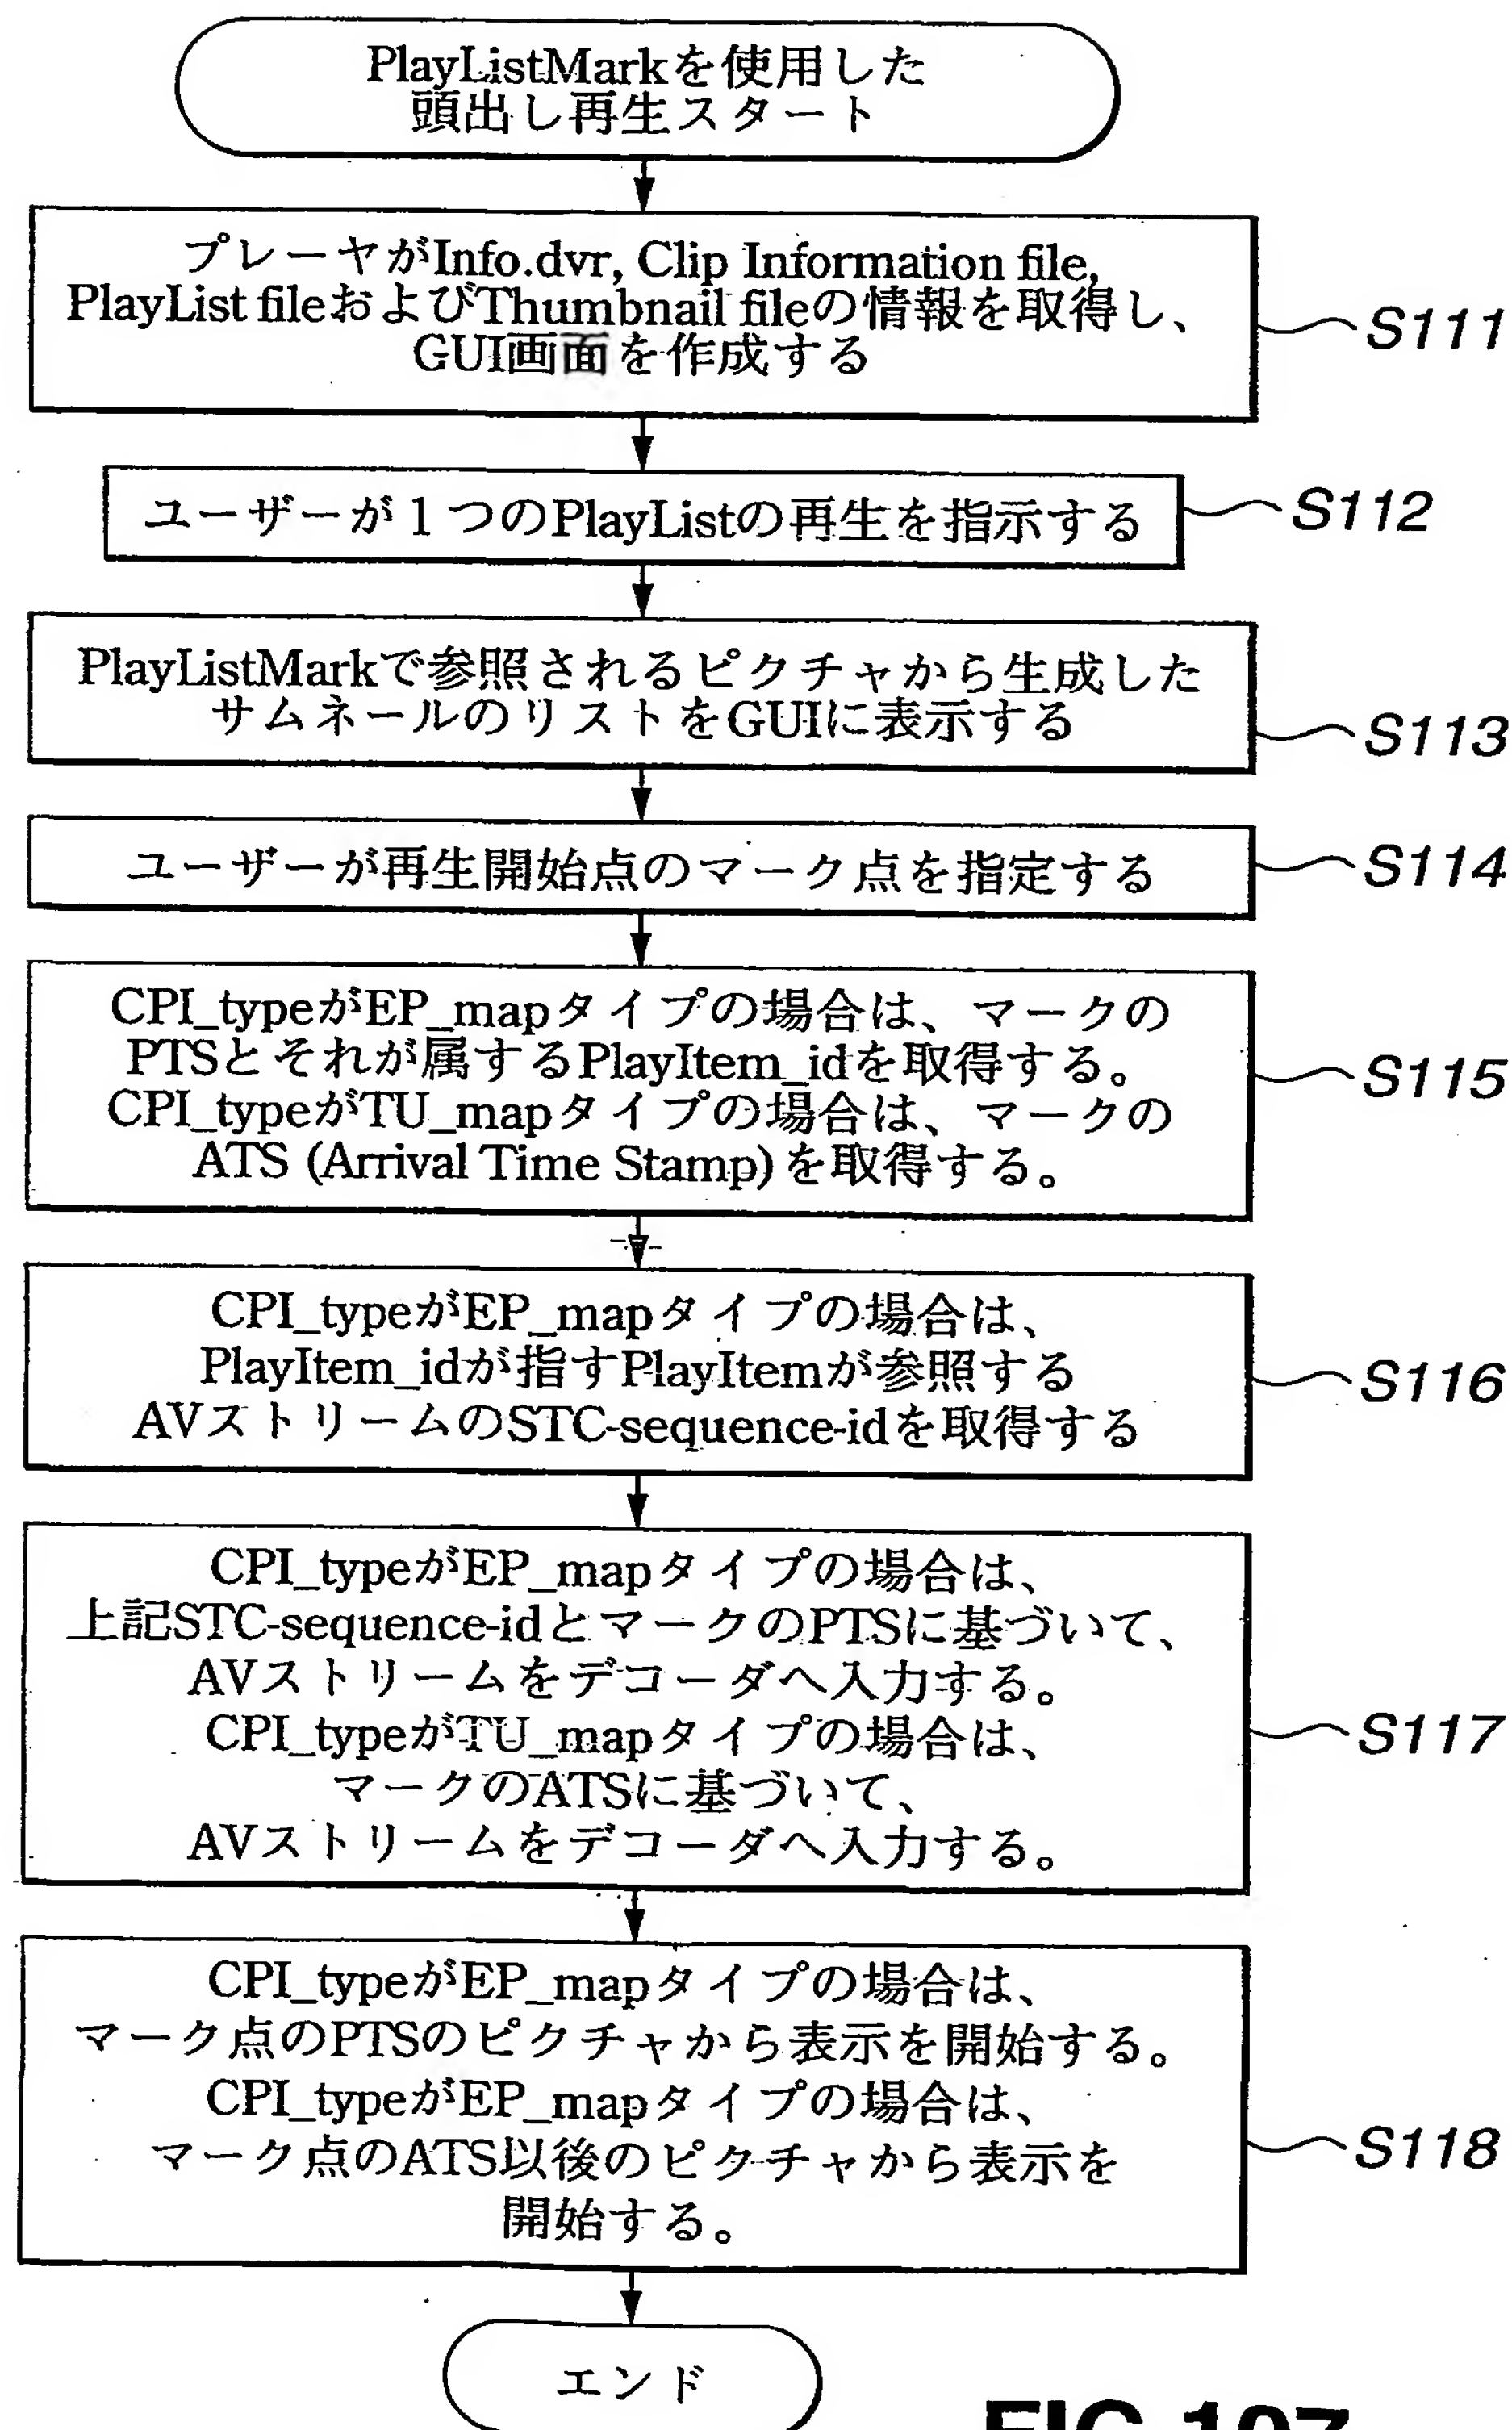 PlayListMarkを使用した
頭出し再生スタート
プレーヤがInfo.dvr, Clip Information file,
PlayList fileおよびThumbnail fileの情報を取得し、
GUI画面を作成する
S111
ユーザーが1つのPlayListの再生を指示する
S112
PlayListMarkで参照されるピクチャから生成した
サムネールのリストをGUIに表示する
S113
ユーザーが再生開始点のマーク点を指定する
S114
CPI_typeがEP_mapタイプの場合は、マークの
PTSとそれが属するPlayItem_idを取得する。
CPI_typeがTU_mapタイプの場合は、マークの
ATS (Arrival Time Stamp)を取得する。
S115
CPI_typeがEP_mapタイプの場合は、
PlayItem_idが指すPlayItemが参照する
AVストリームのSTC-sequence-idを取得する
S116
CPI_typeがEP_mapタイプの場合は、
上記STC-sequence-idとマークのPTSに基づいて、
AVストリームをデコーダへ入力する。
CPI_typeがTU_mapタイプの場合は、
マークのATSに基づいて、
AVストリームをデコーダへ入力する。
S117
CPI_typeがEP_mapタイプの場合は、
マーク点のPTSのピクチャから表示を開始する。
CPI_typeがEP_mapタイプの場合は、
マーク点のATS以後のピクチャから表示を
開始する。
S118
エンド